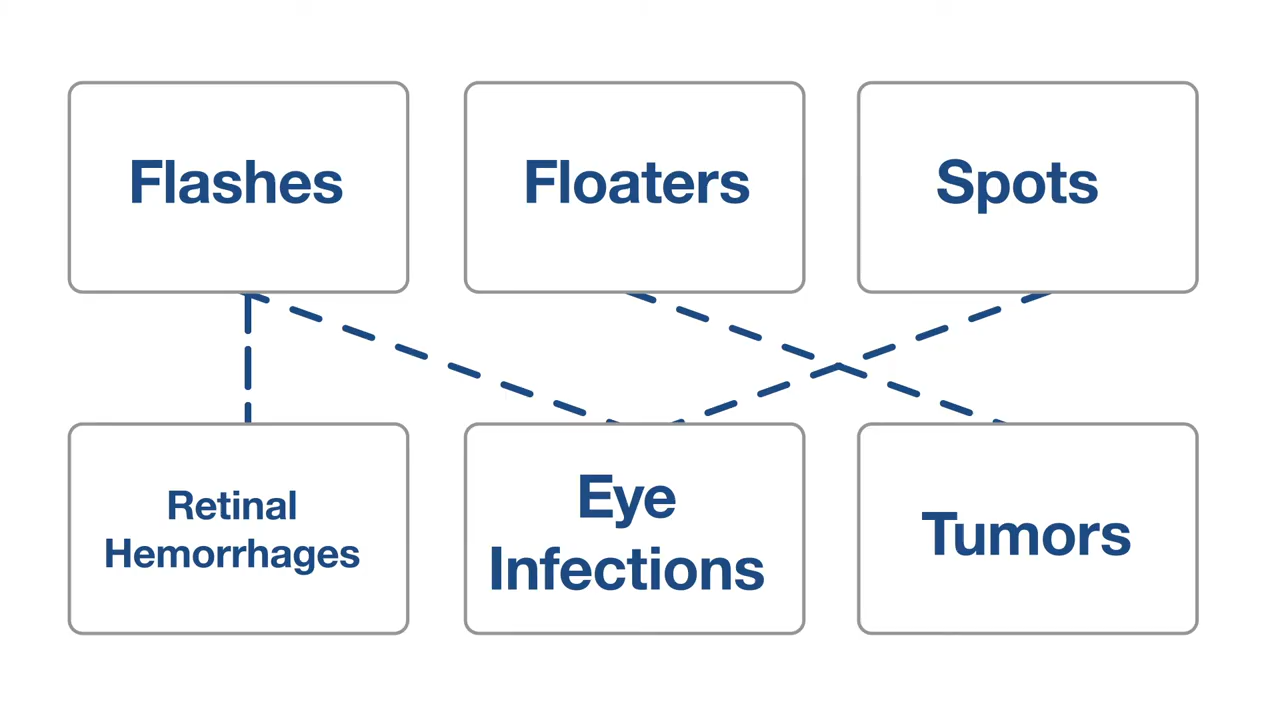 Flashes
Floaters
Spots
Retinal
Hemorrhages
Eye
Infections
Tumors